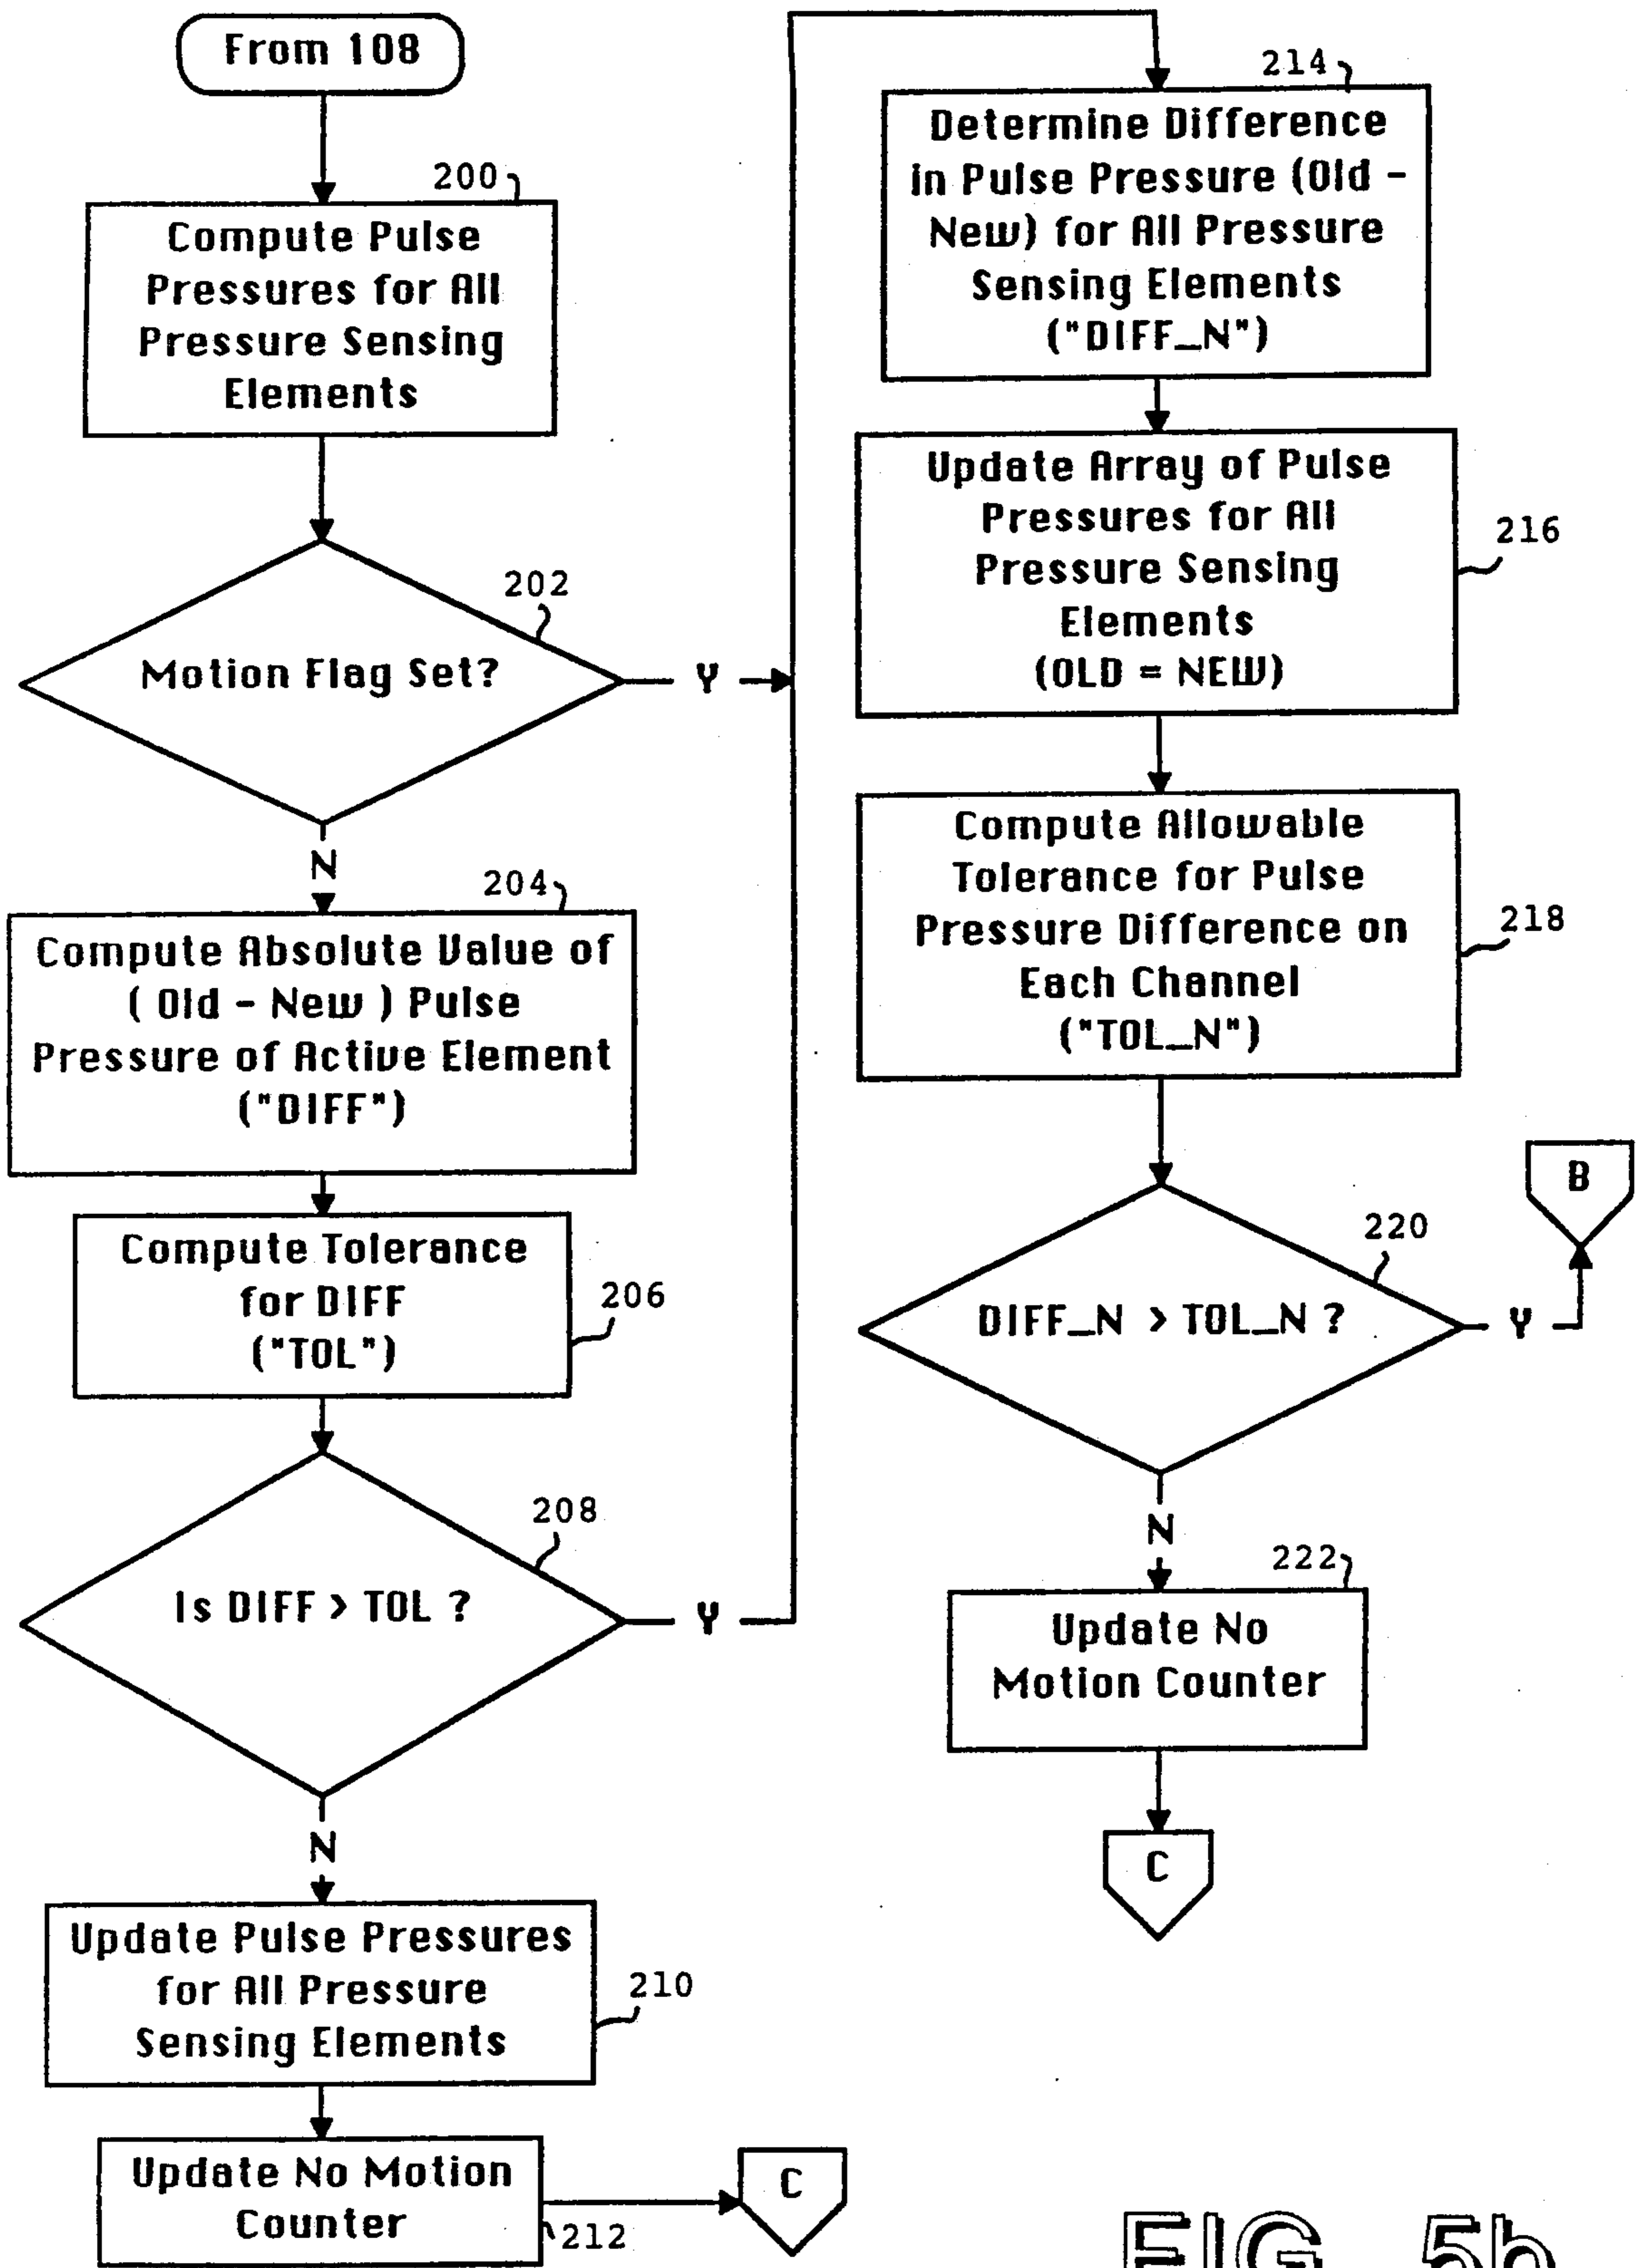 From 108
200
Compute Pulse
Pressures for All
Pressure Sensing
Elements
202
Motion Flag Set?
Y
N
204
Compute Absolute Value of
( Old - New ) Pulse
Pressure of Active Element
("DIFF")
Compute Tolerance
for DIFF
("TOL")
206
208
Is DIFF > TOL ?
Y
N
Update Pulse Pressures
for All Pressure
Sensing Elements
210
Update No Motion
Counter
212
C
214
Determine Difference
in Pulse Pressure (Old -
New) for All Pressure
Sensing Elements
("DIFF_N")
Update Array of Pulse
Pressures for All
Pressure Sensing
Elements
(OLD = NEW)
216
Compute Allowable
Tolerance for Pulse
Pressure Difference on
Each Channel
("TOL_N")
218
B
220
DIFF_N > TOL_N ?
Y
N
222
Update No
Motion Counter
C
FIG. 5b